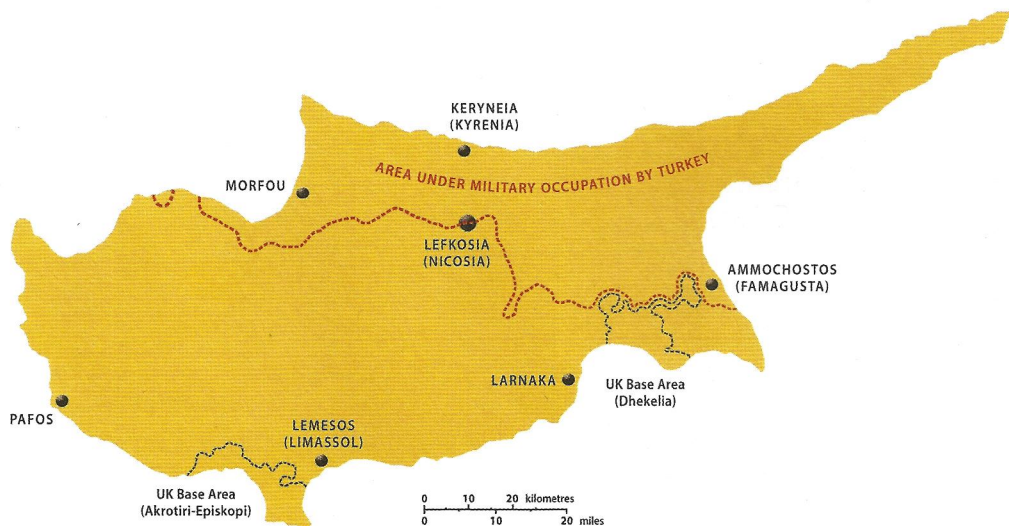 KERYNEIA
(KYRENIA)
AREA UNDER MILITARY OCCUPATION BY TURKEY
MORFOU
LEFKOSIA
(NICOSIA)
AMMOCHOSTOS
(FAMAGUSTA)
LARNAKA
UK Base Area
(Dhekelia)
PAFOS
LEMESOS
(LIMASSOL)
UK Base Area
(Akrotiri-Episkopi)
0 10 20 kilometres
0 10 20 miles